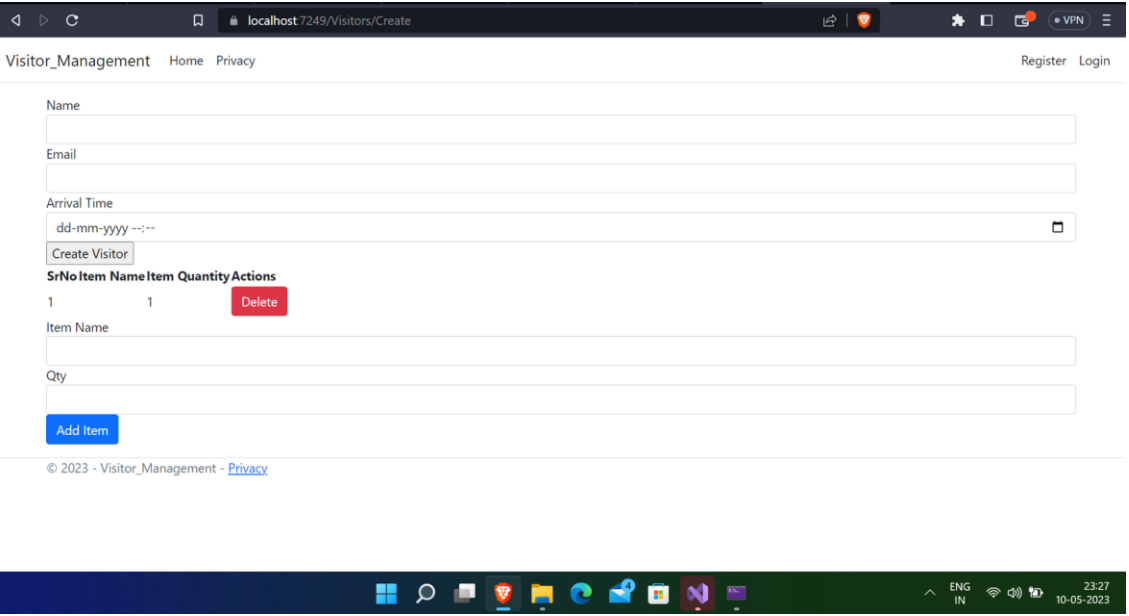 localhost:7249/Visitors/Create
VPN
Visitor_Management Home Privacy Register Login
Name
Email
Arrival Time
dd-mm-yyyy --:--
Create Visitor
SrNo Item Name Item Quantity Actions
1 1 Delete
Item Name
Qty
Add Item
© 2023 - Visitor_Management - Privacy
4
ENG
IN
23:27
10-05-2023